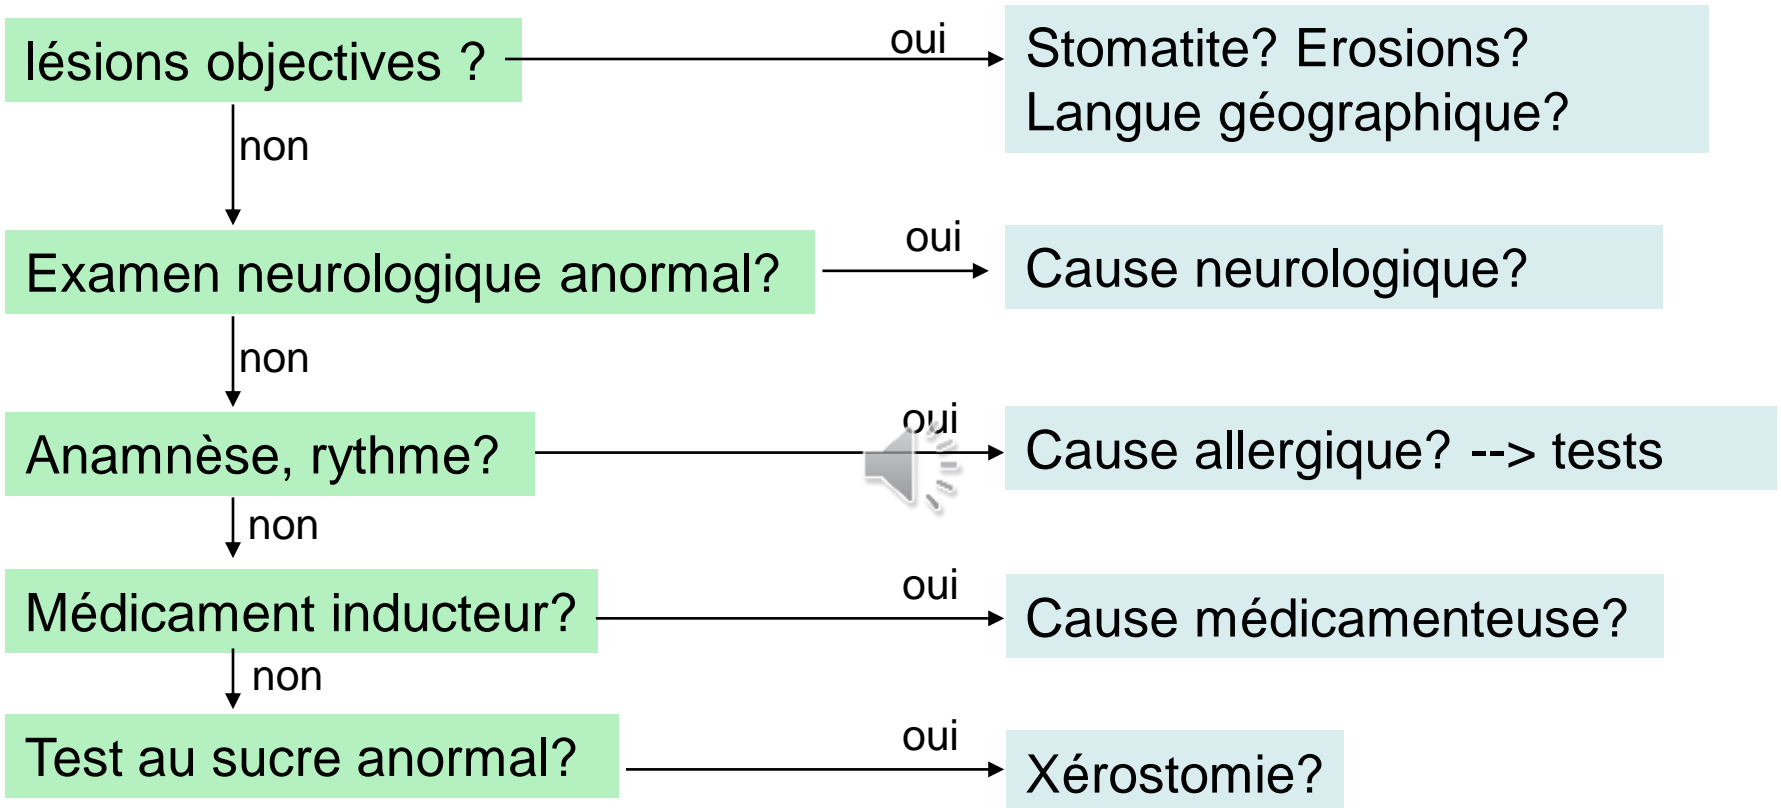 lésions objectives ?
oui
Stomatite? Erosions?
Langue géographique?
non
Examen neurologique anormal?
oui
Cause neurologique?
non
Anamnèse, rythme?
oui
Cause allergique? --> tests
non
Médicament inducteur?
oui
Cause médicamenteuse?
non
Test au sucre anormal?
oui
Xérostomie?